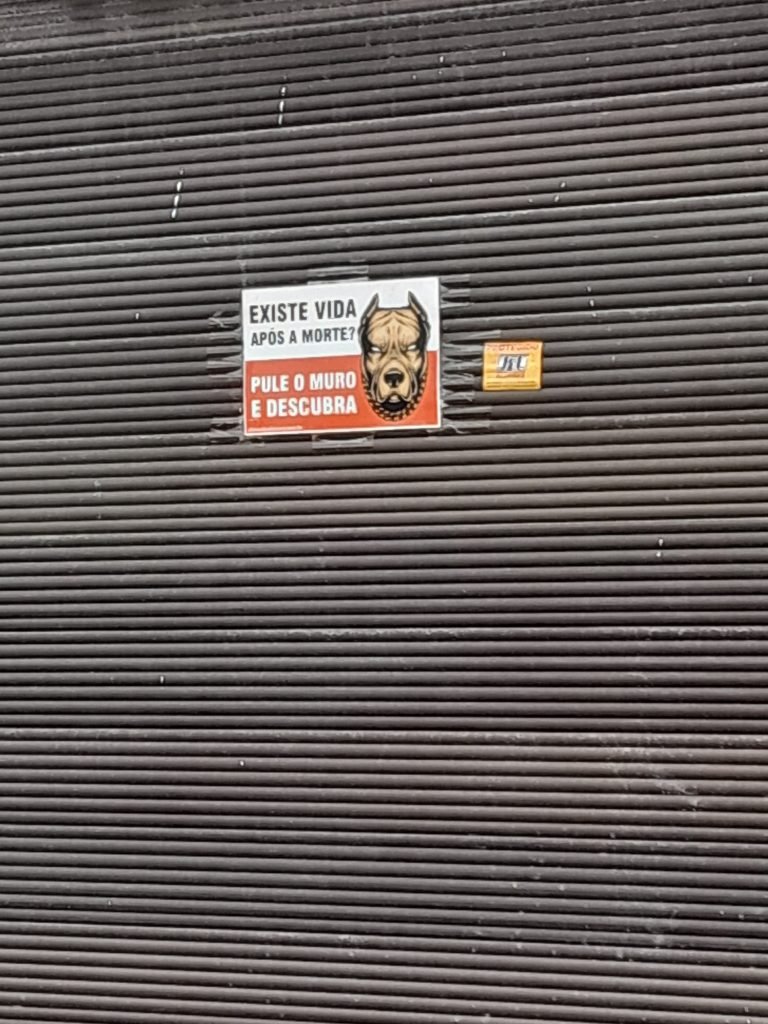 EXISTE VIDA
APÓS A MORTE?
PULE O MURO
E DESCUBRA